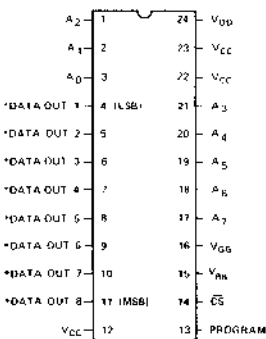 A2 1 24 VDD
A1 2 23 VCC
A0 3 22 VCC
*DATA OUT 1 4 (LSB) 21 A3
*DATA OUT 2 5 20 A4
*DATA OUT 3 6 19 A5
*DATA OUT 4 7 18 A6
*DATA OUT 5 8 17 A7
*DATA OUT 6 9 16 VGG
*DATA OUT 7 10 15 VBB
*DATA OUT 8 11 (MSB) 14 C̅S̅
VCC 12 13 PROGRAM